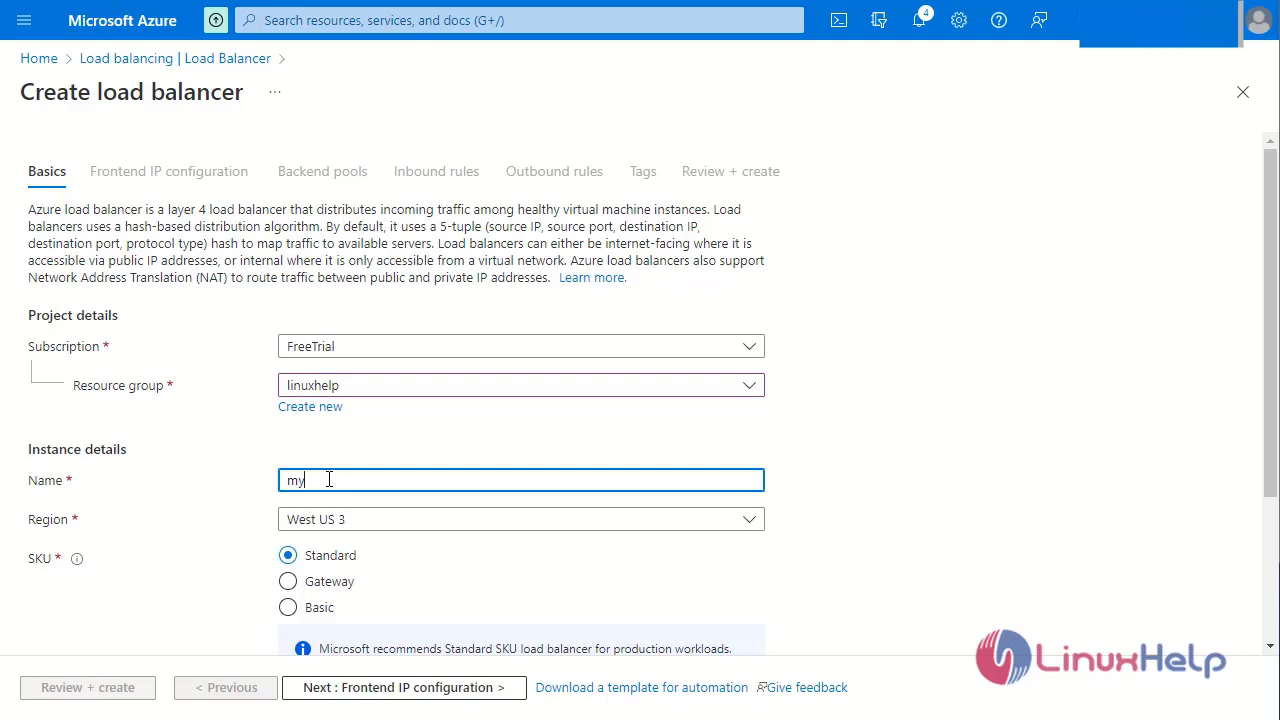 Microsoft Azure
Search resources, services, and docs (G+/)
4
Home > Load balancing | Load Balancer >
Create load balancer ...
Basics Frontend IP configuration Backend pools Inbound rules Outbound rules Tags Review + create
Azure load balancer is a layer 4 load balancer that distributes incoming traffic among healthy virtual machine instances. Load
balancers uses a hash-based distribution algorithm. By default, it uses a 5-tuple (source IP, source port, destination IP,
destination port, protocol type) hash to map traffic to available servers. Load balancers can either be internet-facing where it is
accessible via public IP addresses, or internal where it is only accessible from a virtual network. Azure load balancers also support
Network Address Translation (NAT) to route traffic between public and private IP addresses. Learn more.
Project details
Subscription * FreeTrial
Resource group * linuxhelp
Create new
Instance details
Name * my
Region * West US 3
SKU * Standard
Gateway
Basic
Microsoft recommends Standard SKU load balancer for production workloads.
LinuxHelp
Review + create < Previous Next : Frontend IP configuration > Download a template for automation Give feedback